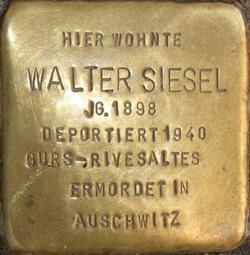 HIER WOHNTE
WALTER SIESEL
JG. 1898
DEPORTIERT 1940
GURS-RIVESALTES
ERMORDET IN
AUSCHWITZ